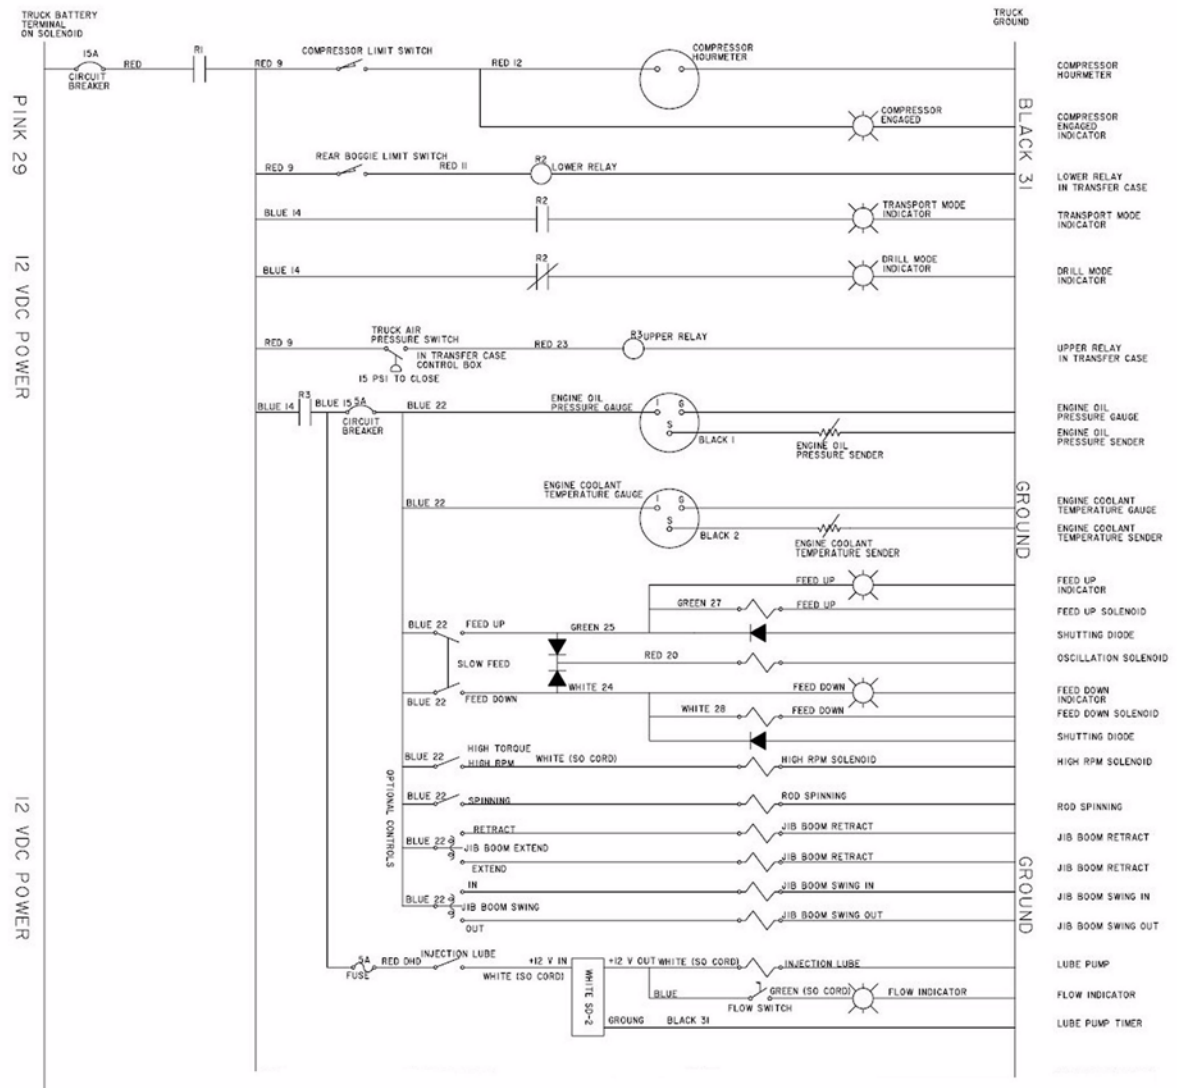 TRUCK BATTERY
TERMINAL
ON SOLENOID
TRUCK
GROUND
15A
CIRCUIT
BREAKER
RED
R1
RED 9
COMPRESSOR LIMIT SWITCH
RED 12
COMPRESSOR
HOURMETER
COMPRESSOR
HOURMETER
PINK 29
12 VDC POWER
12 VDC POWER
BLACK 31
GROUND
GROUND
COMPRESSOR
ENGAGED
COMPRESSOR
ENGAGED
INDICATOR
RED 9
REAR BOGGIE LIMIT SWITCH
RED 11
R2
LOWER RELAY
LOWER RELAY
IN TRANSFER CASE
BLUE 14
R2
TRANSPORT MODE
INDICATOR
TRANSPORT MODE
INDICATOR
BLUE 14
R2
DRILL MODE
INDICATOR
DRILL MODE
INDICATOR
RED 9
TRUCK AIR
PRESSURE SWITCH
IN TRANSFER CASE
CONTROL BOX
15 PSI TO CLOSE
RED 23
R3 UPPER RELAY
UPPER RELAY
IN TRANSFER CASE
BLUE 14
R3
BLUE 15
5A
CIRCUIT
BREAKER
BLUE 22
ENGINE OIL
PRESSURE GAUGE
I G
S
BLACK 1
ENGINE OIL
PRESSURE SENDER
ENGINE OIL
PRESSURE GAUGE
ENGINE OIL
PRESSURE SENDER
BLUE 22
ENGINE COOLANT
TEMPERATURE GAUGE
I G
S
BLACK 2
ENGINE COOLANT
TEMPERATURE SENDER
ENGINE COOLANT
TEMPERATURE GAUGE
ENGINE COOLANT
TEMPERATURE SENDER
FEED UP
FEED UP
INDICATOR
GREEN 27
FEED UP
FEED UP SOLENOID
BLUE 22
FEED UP
GREEN 25
SHUTTING DIODE
SLOW FEED
RED 20
OSCILLATION SOLENOID
BLUE 22
FEED DOWN
WHITE 24
FEED DOWN
FEED DOWN
INDICATOR
WHITE 28
FEED DOWN
FEED DOWN SOLENOID
SHUTTING DIODE
OPTIONAL CONTROLS
BLUE 22
HIGH TORQUE
HIGH RPM
WHITE (SO CORD)
HIGH RPM SOLENOID
HIGH RPM SOLENOID
BLUE 22
SPINNING
ROD SPINNING
ROD SPINNING
RETRACT
JIB BOOM RETRACT
JIB BOOM RETRACT
BLUE 22
JIB BOOM EXTEND
EXTEND
JIB BOOM RETRACT
JIB BOOM RETRACT
IN
JIB BOOM SWING IN
JIB BOOM SWING IN
BLUE 22
JIB BOOM SWING
OUT
JIB BOOM SWING OUT
JIB BOOM SWING OUT
5A
FUSE
RED DHD
INJECTION LUBE
+12 V IN
WHITE (SO CORD)
WHITE SD-2
+12 V OUT
WHITE (SO CORD)
INJECTION LUBE
LUBE PUMP
BLUE
FLOW SWITCH
GREEN (SO CORD)
FLOW INDICATOR
FLOW INDICATOR
GROUNG
BLACK 31
LUBE PUMP TIMER